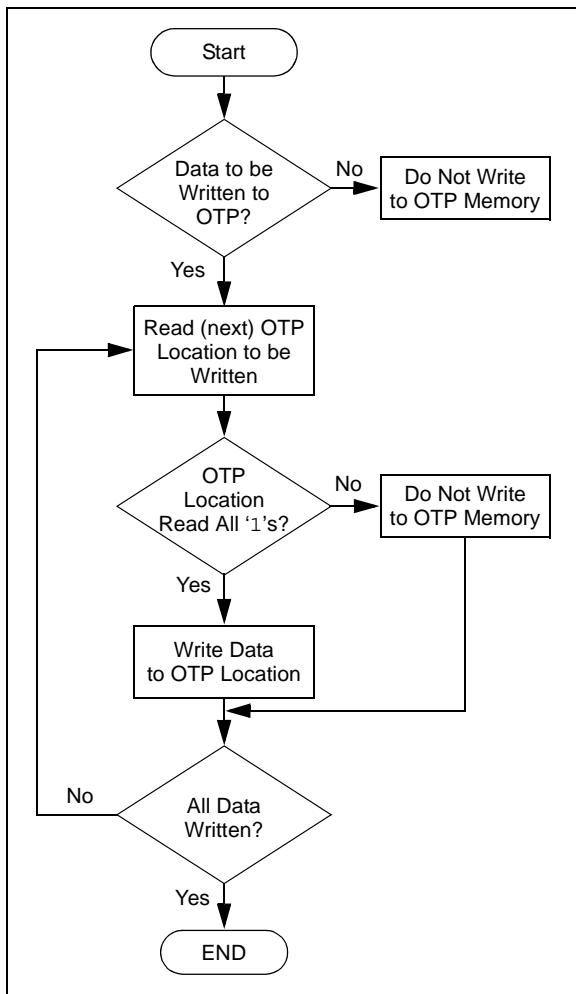 Start
Data to be
Written to
OTP?
No
Do Not Write
to OTP Memory
Yes
Read (next) OTP
Location to be
Written
OTP
Location
Read All ‘1’s?
No
Do Not Write
to OTP Memory
Yes
Write Data
to OTP Location
No
All Data
Written?
Yes
END